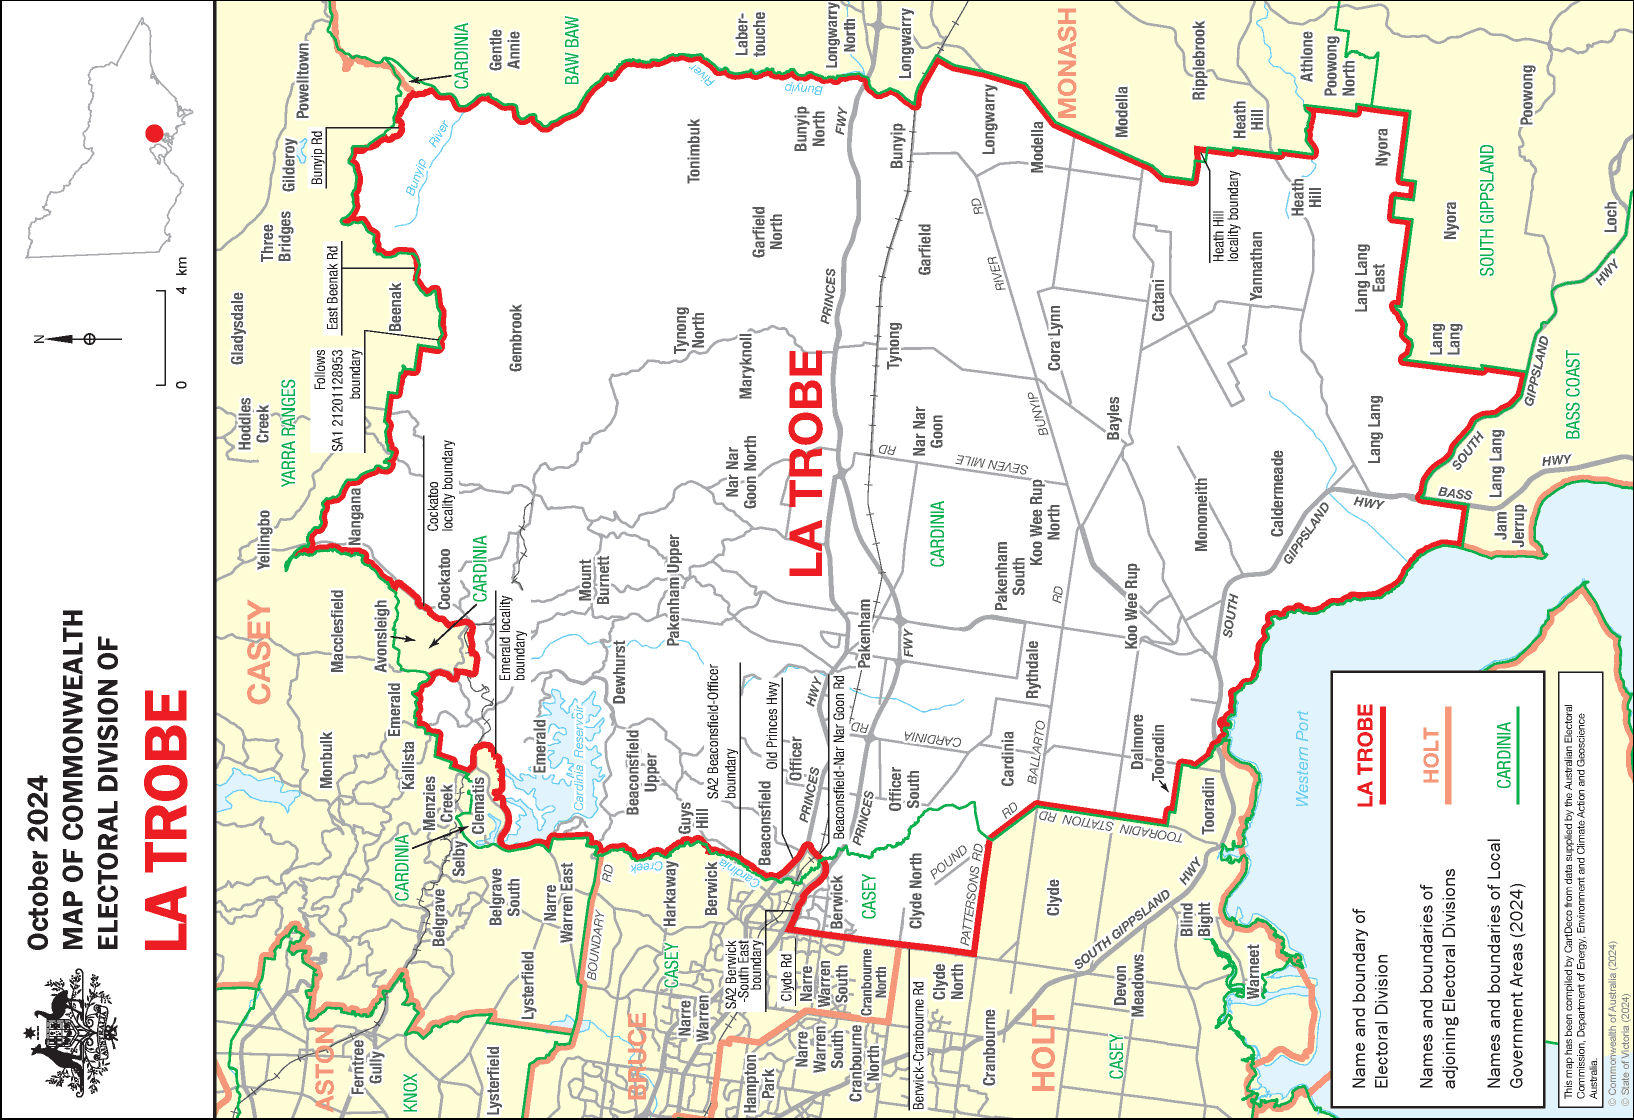 October 2024
MAP OF COMMONWEALTH
ELECTORAL DIVISION OF
LA TROBE
N
0
4 km
CASEY
MONASH
ASTON
BRUCE
HOLT
LA TROBE
YARRA RANGES
CARDINIA
BAW BAW
SOUTH GIPPSLAND
BASS COAST
CARDINIA
CARDINIA
CARDINIA
CASEY
CASEY
CASEY
KNOX
Powelltown
Gentle
Annie
Laber-
touche
Longwarry
North
Longwarry
Ripplebrook
Athlone
Poowong
North
Poowong
Gilderoy
Bunyip Rd
Three
Bridges
Gladysdale
East Beenak Rd
Beenak
Follows
SA1 21201128953
boundary
Hoddles
Creek
Yellingbo
Nangana
Cockatoo
locality boundary
Cockatoo
Macclesfield
Avonsleigh
Emerald
Emerald locality
boundary
Monbulk
Kallista
Menzies
Creek
Clematis
Selby
Belgrave
Belgrave
South
Narre
Warren East
Lysterfield
Lysterfield
Ferntree
Gully
Bunyip River
River
Bunyip
Tonimbuk
Bunyip
North
Bunyip
FWY
Longwarry
Modella
Modella
Heath
Hill
Heath
Hill
Heath Hill
locality boundary
Nyora
Nyora
Loch
HWY
Garfield
North
Garfield
RD
RIVER
BUNYIP
Gembrook
Tynong
North
Maryknoll
Tynong
PRINCES
Cora Lynn
Catani
Yannathan
Lang Lang
East
Lang
Lang
GIPPSLAND
SOUTH
Lang Lang
Lang Lang
HWY
BASS
HWY
Jam
Jerrup
Bayles
Nar Nar
Goon
Nar Nar
Goon North
SEVEN MILE
RD
Koo Wee Rup
North
Monomeith
Caldermeade
GIPPSLAND
SOUTH
Koo Wee Rup
Pakenham
South
Pakenham Upper
Pakenham
FWY
HWY
Mount
Burnett
Dewhurst
Emerald
Cardinia Reservoir
Beaconsfield
Upper
Guys
Hill
SA2 Beaconsfield-Officer
boundary
Old Princes Hwy
Beaconsfield-Nar Nar Goon Rd
Officer
Beaconsfield
PRINCES
PRINCES
Officer
South
CARDINIA
RD
Rythdale
Cardinia
BALLARTO
RD
RD
Dalmore
Tooradin
Tooradin
TOORADIN STATION RD
Harkaway
Berwick
Cardinia
Creek
BOUNDARY
RD
Berwick
Clyde North
POUND
PATTERSONS RD
RD
Clyde
SOUTH GIPPSLAND
HWY
Blind
Bight
Warneet
Devon
Meadows
Western Port
SA2 Berwick
-South East
boundary
Clyde Rd
Narre
Warren
South
Cranbourne
North
Berwick-Cranbourne Rd
Clyde
North
Narre
Warren
Hampton
Park
Narre
Warren
South
Cranbourne
North
Cranbourne
Name and boundary of
Electoral Division
LA TROBE
Names and boundaries of
adjoining Electoral Divisions
HOLT
Names and boundaries of Local
Government Areas (2024)
CARDINIA
This map has been compiled by CartDeco from data supplied by the Australian Electoral
Commission, Department of Energy, Environment and Climate Action and Geoscience
Australia.
© Commonwealth of Australia (2024)
© State of Victoria (2024)